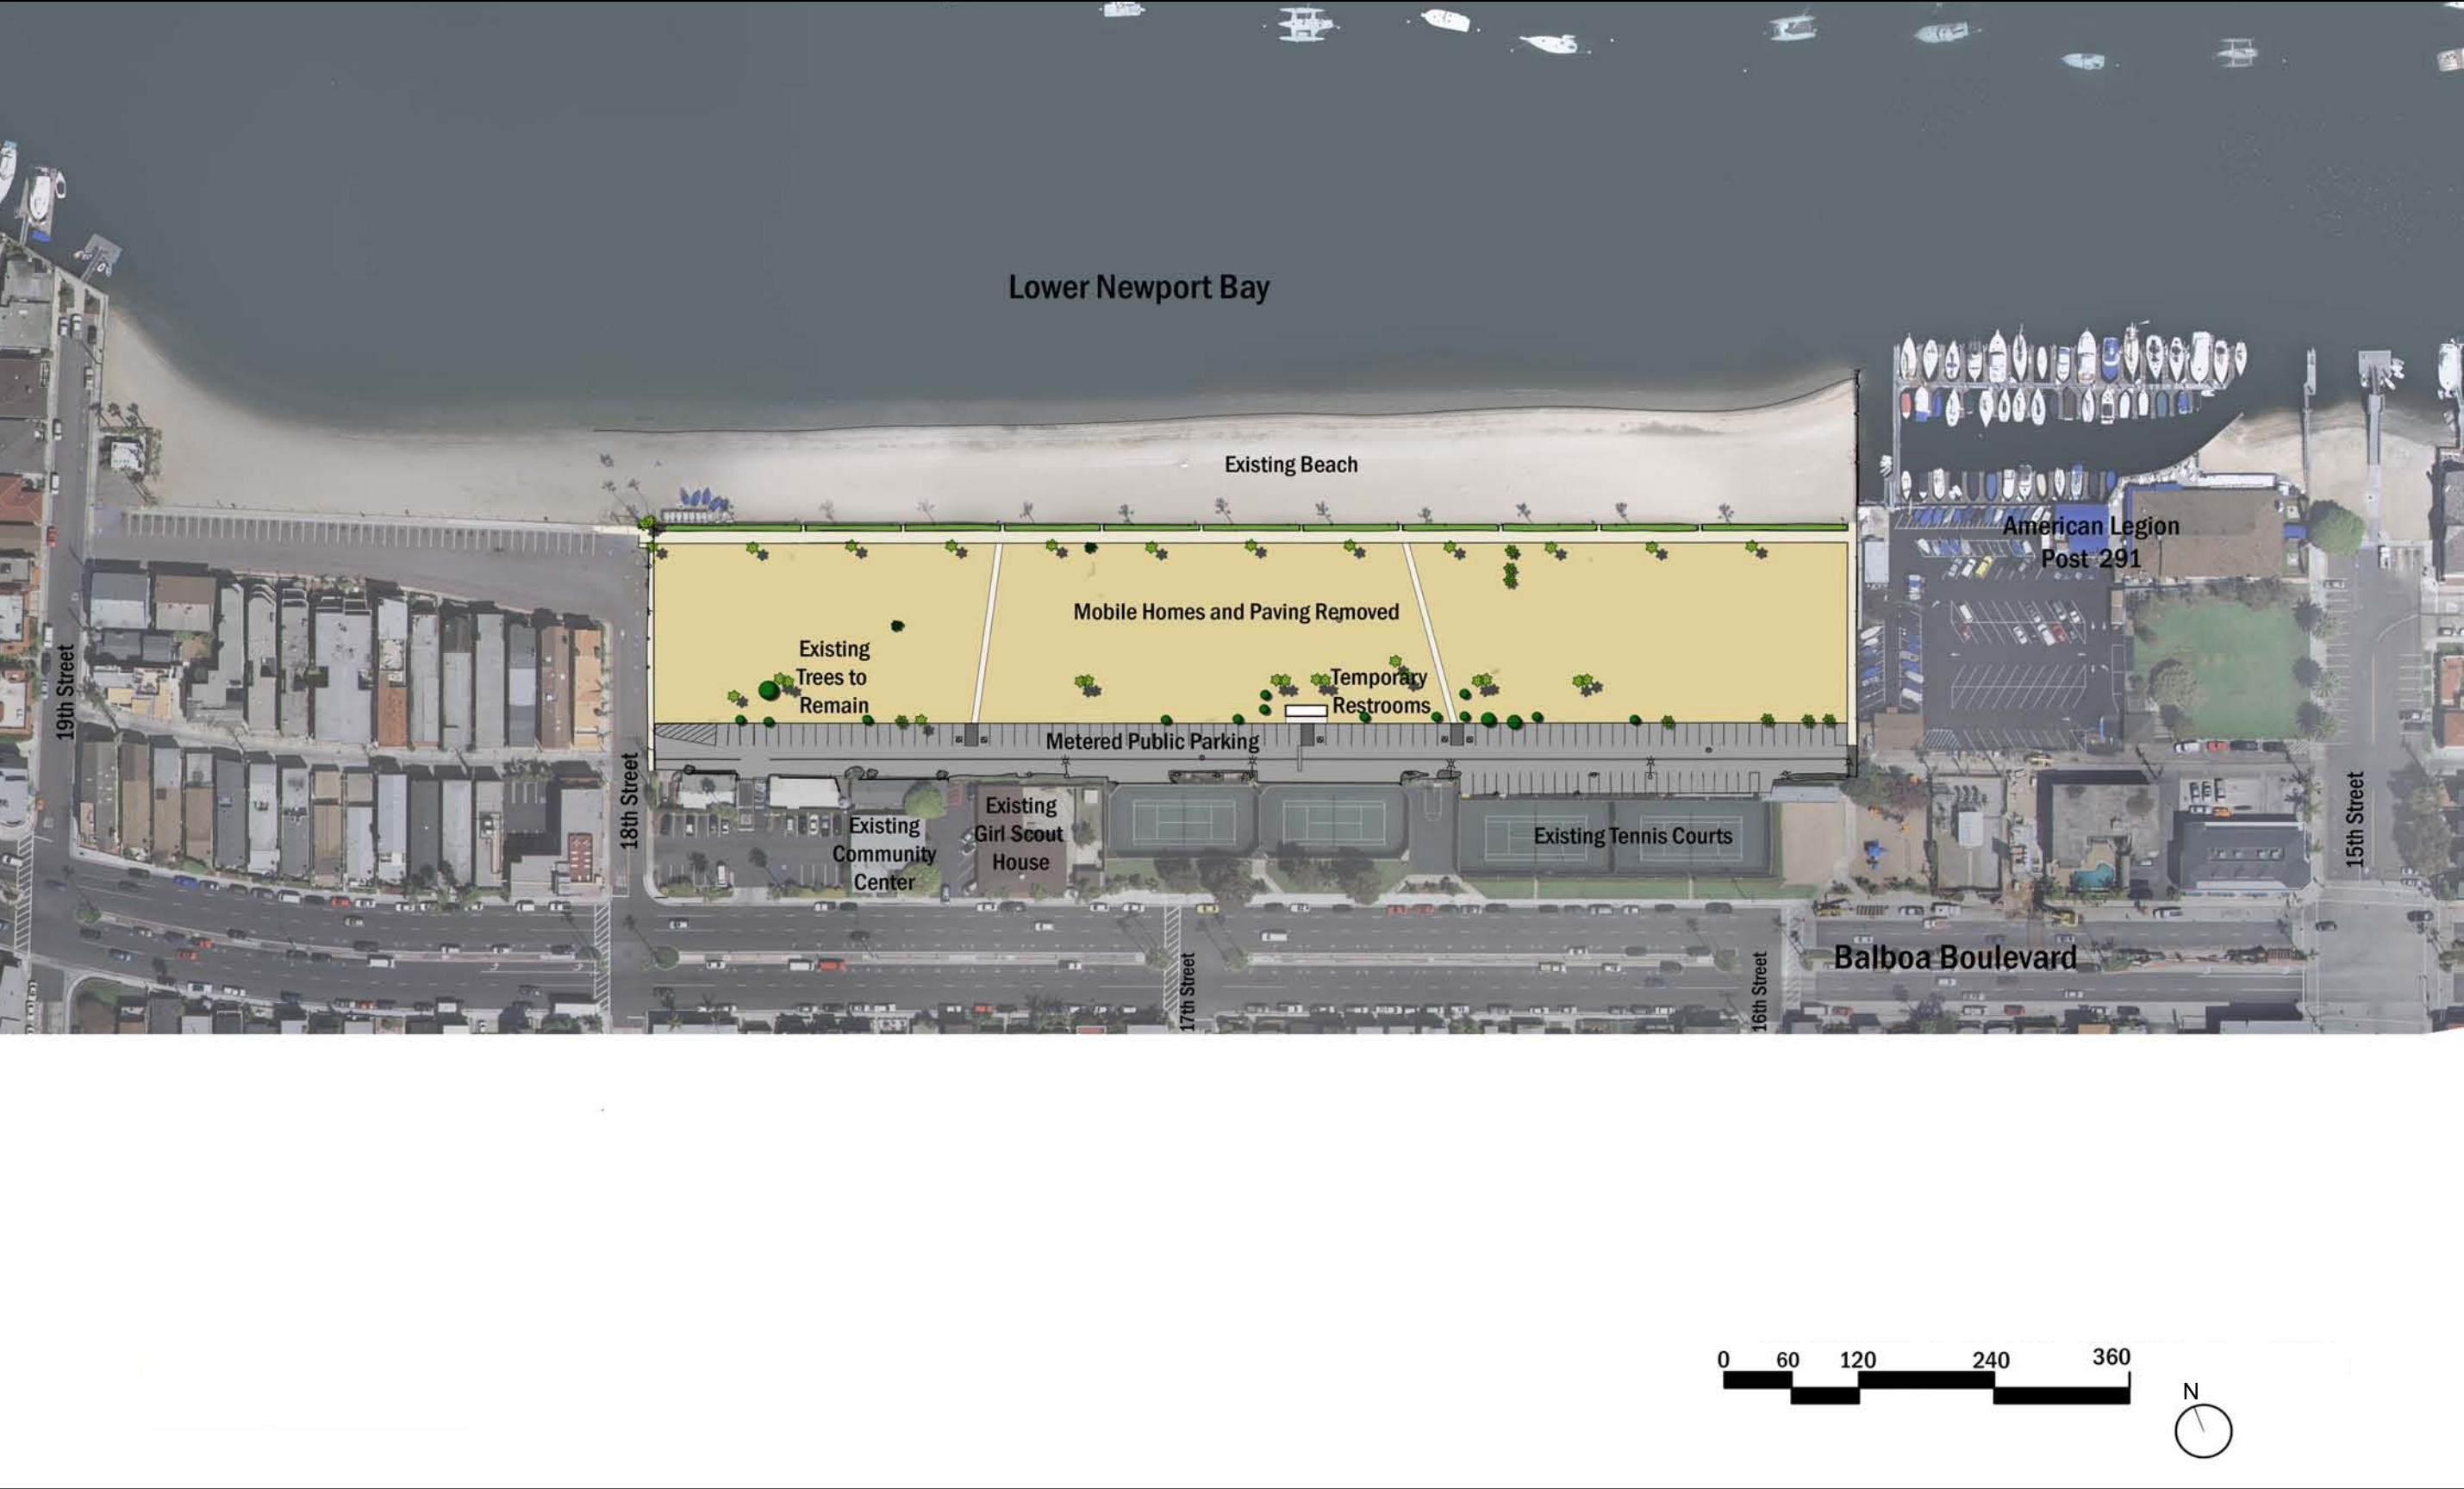 Lower Newport Bay
Existing Beach
American Legion
Post 291
Mobile Homes and Paving Removed
Existing
Trees to
Remain
Temporary
Restrooms
Metered Public Parking
19th Street
18th Street
15th Street
Existing
Community
Center
Existing
Girl Scout
House
Existing Tennis Courts
17th Street
16th Street
Balboa Boulevard
0 60 120 240 360
N